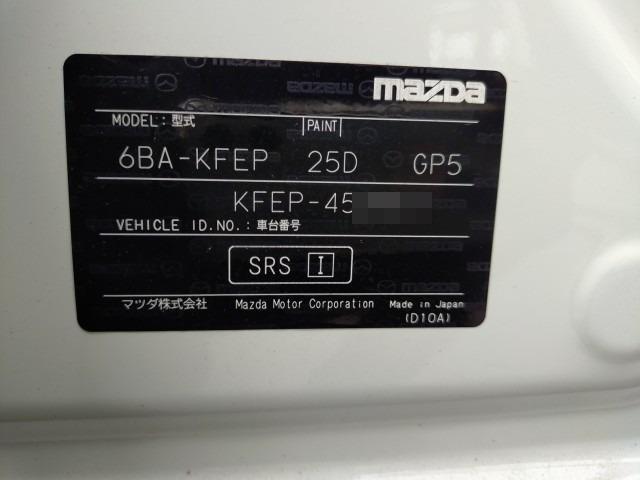 mazda
MODEL：型式 PAINT
6BA-KFEP 25D GP5
KFEP-45
VEHICLE ID.NO.：車台番号
SRS I
マツダ株式会社 Mazda Motor Corporation Made in Japan
(D10A)